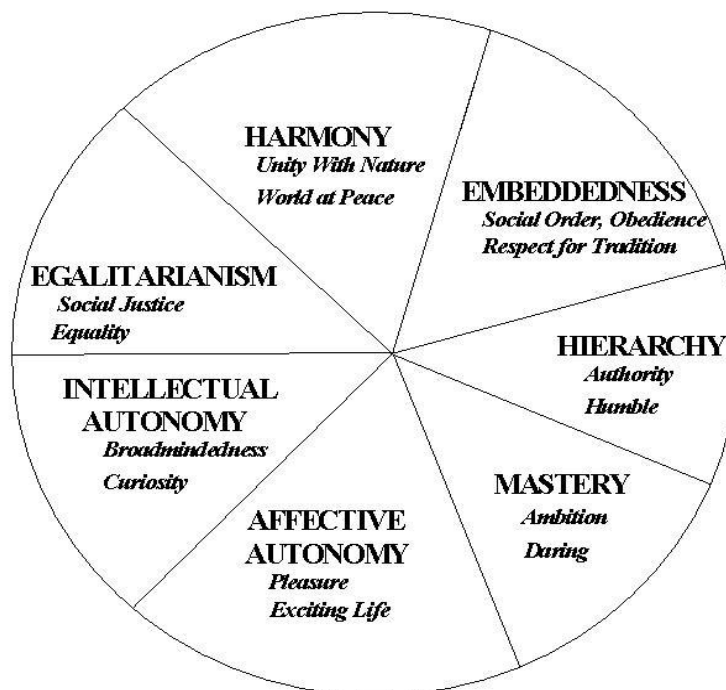 HARMONY
Unity With Nature
World at Peace
EMBEDDEDNESS
Social Order, Obedience
Respect for Tradition
EGALITARIANISM
Social Justice
Equality
HIERARCHY
Authority
Humble
INTELLECTUAL
AUTONOMY
Broadmindedness
Curiosity
MASTERY
Ambition
Daring
AFFECTIVE
AUTONOMY
Pleasure
Exciting Life